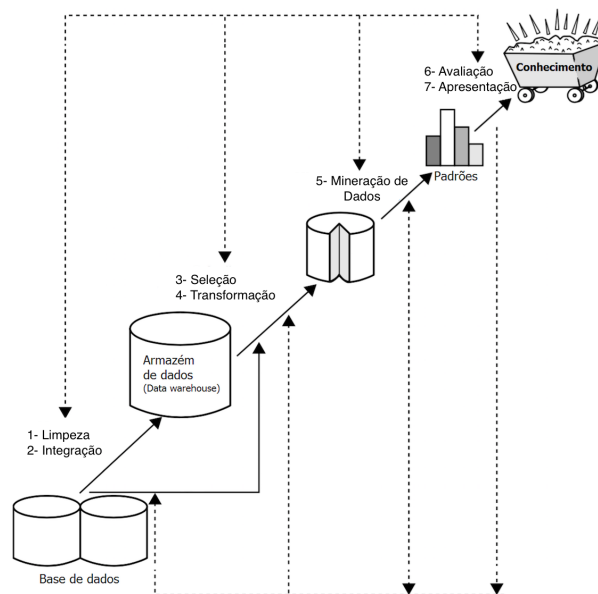 Conhecimento
6- Avaliação
7- Apresentação
Padrões
5- Mineração de
Dados
3- Seleção
4- Transformação
Armazém
de dados
(Data warehouse)
1- Limpeza
2- Integração
Base de dados